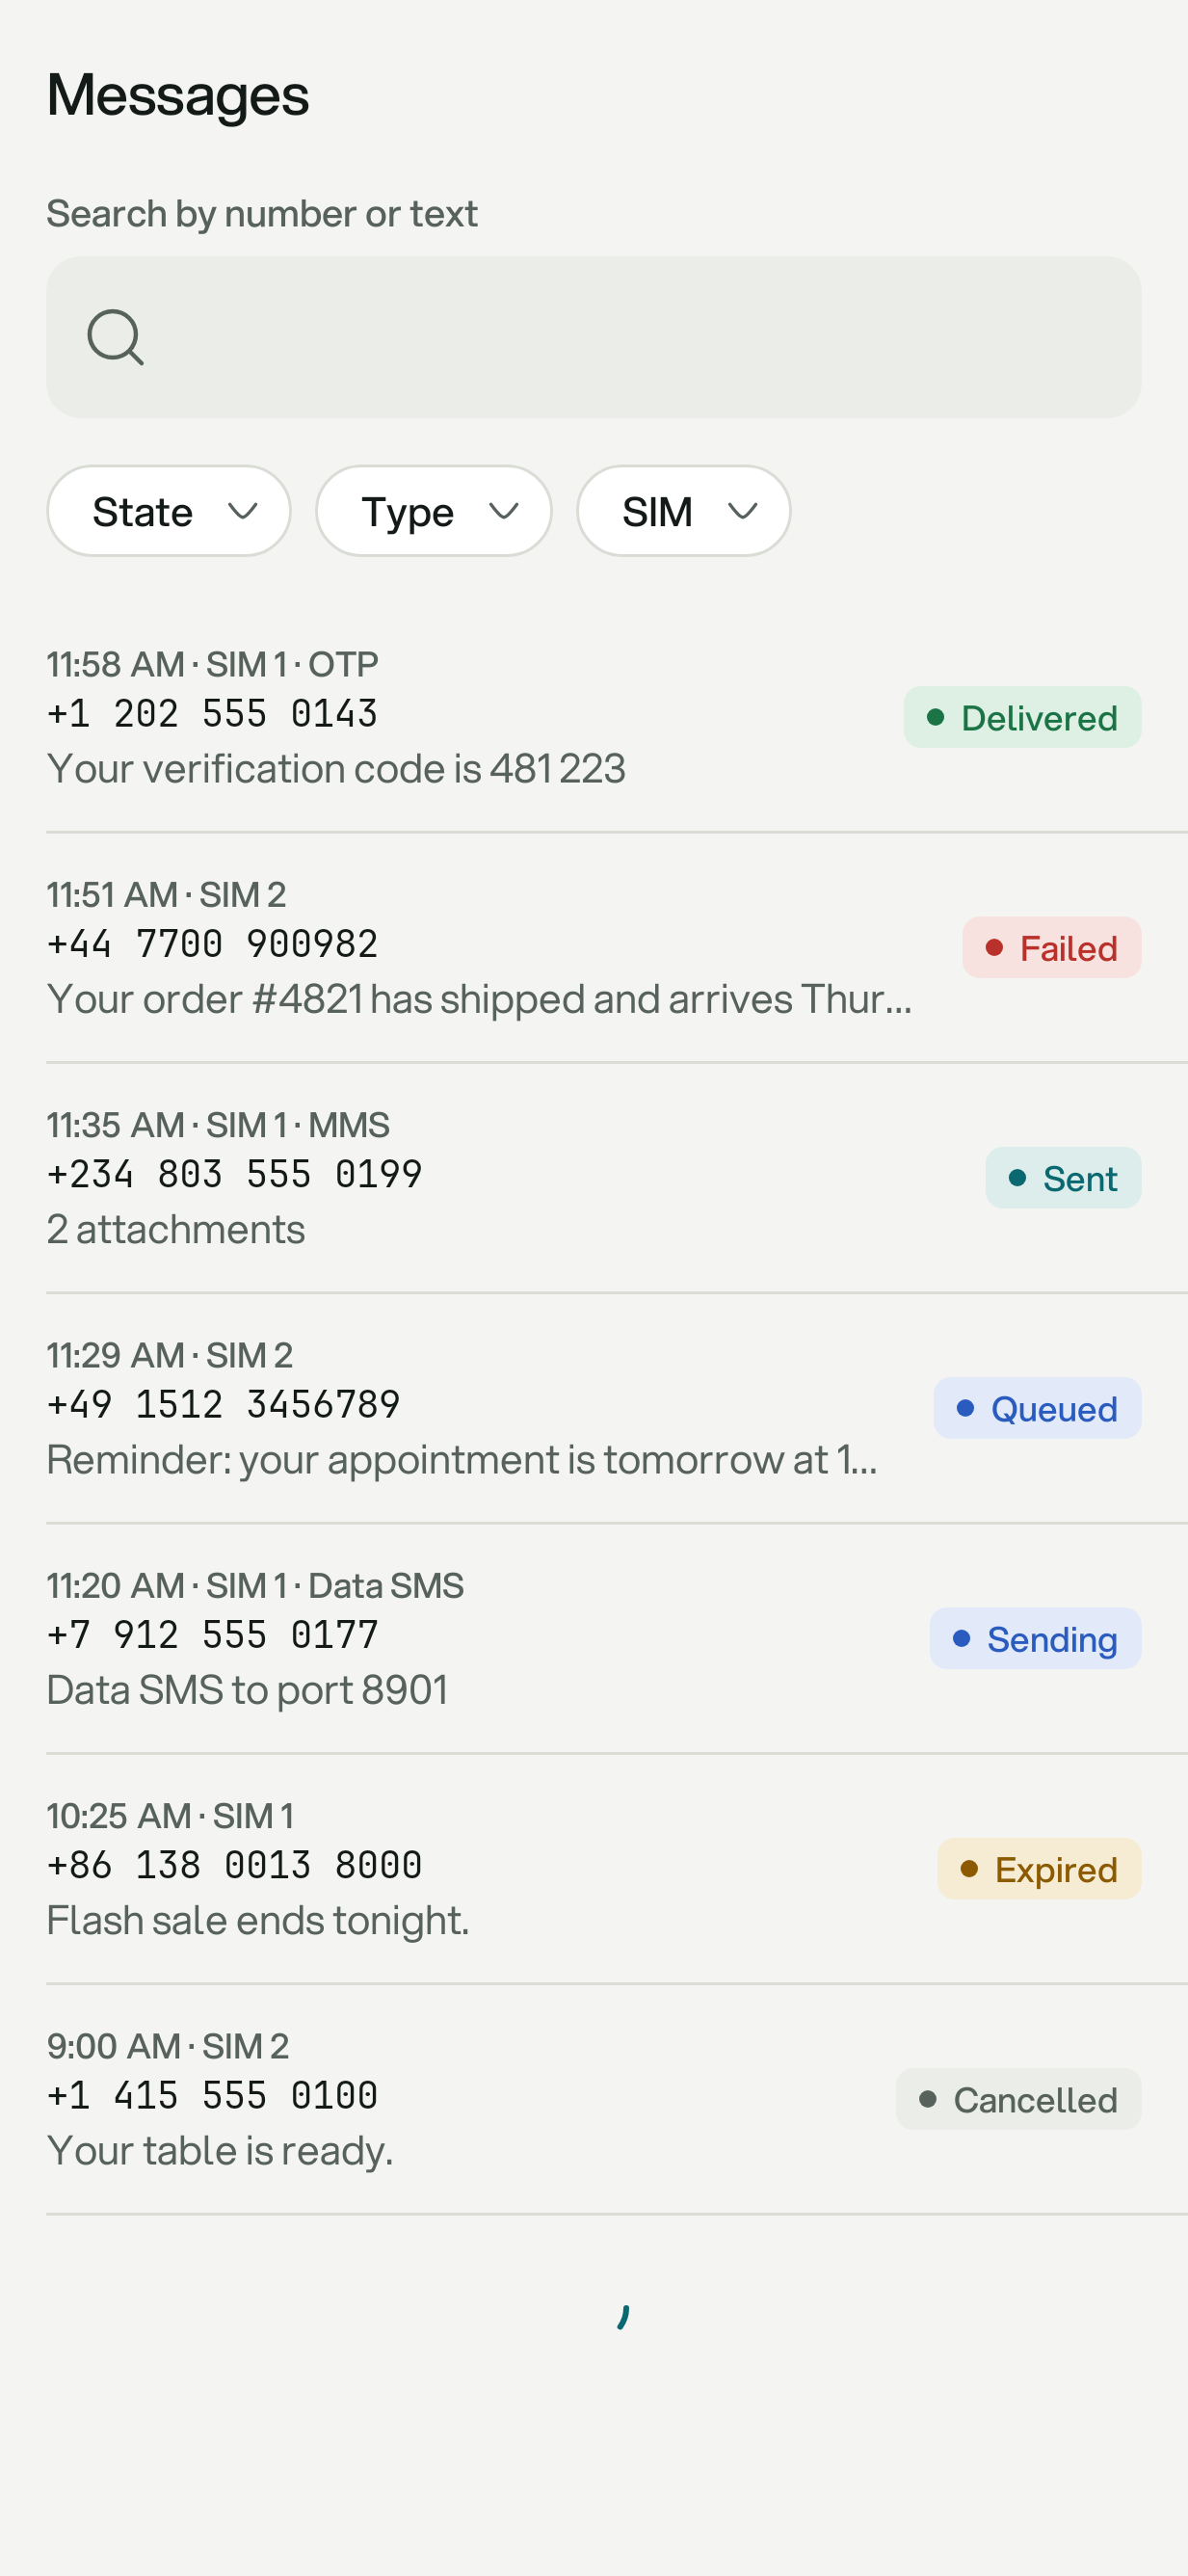 Messages
Search by number or text
State
Type
SIM
11:58 AM · SIM 1 · OTP
+1 202 555 0143
Delivered
Your verification code is 481 223
11:51 AM · SIM 2
+44 7700 900982
Failed
Your order #4821 has shipped and arrives Thur...
11:35 AM · SIM 1 · MMS
+234 803 555 0199
Sent
2 attachments
11:29 AM · SIM 2
+49 1512 3456789
Queued
Reminder: your appointment is tomorrow at 1...
11:20 AM · SIM 1 · Data SMS
+7 912 555 0177
Sending
Data SMS to port 8901
10:25 AM · SIM 1
+86 138 0013 8000
Expired
Flash sale ends tonight.
9:00 AM · SIM 2
+1 415 555 0100
Cancelled
Your table is ready.